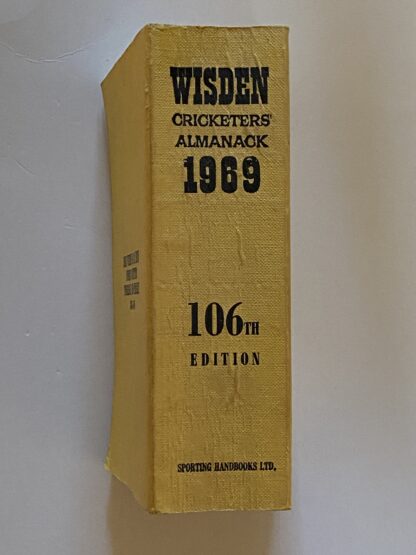 WISDEN
CRICKETERS'
ALMANACK
1969
106TH
EDITION
SPORTING HANDBOOKS LTD.